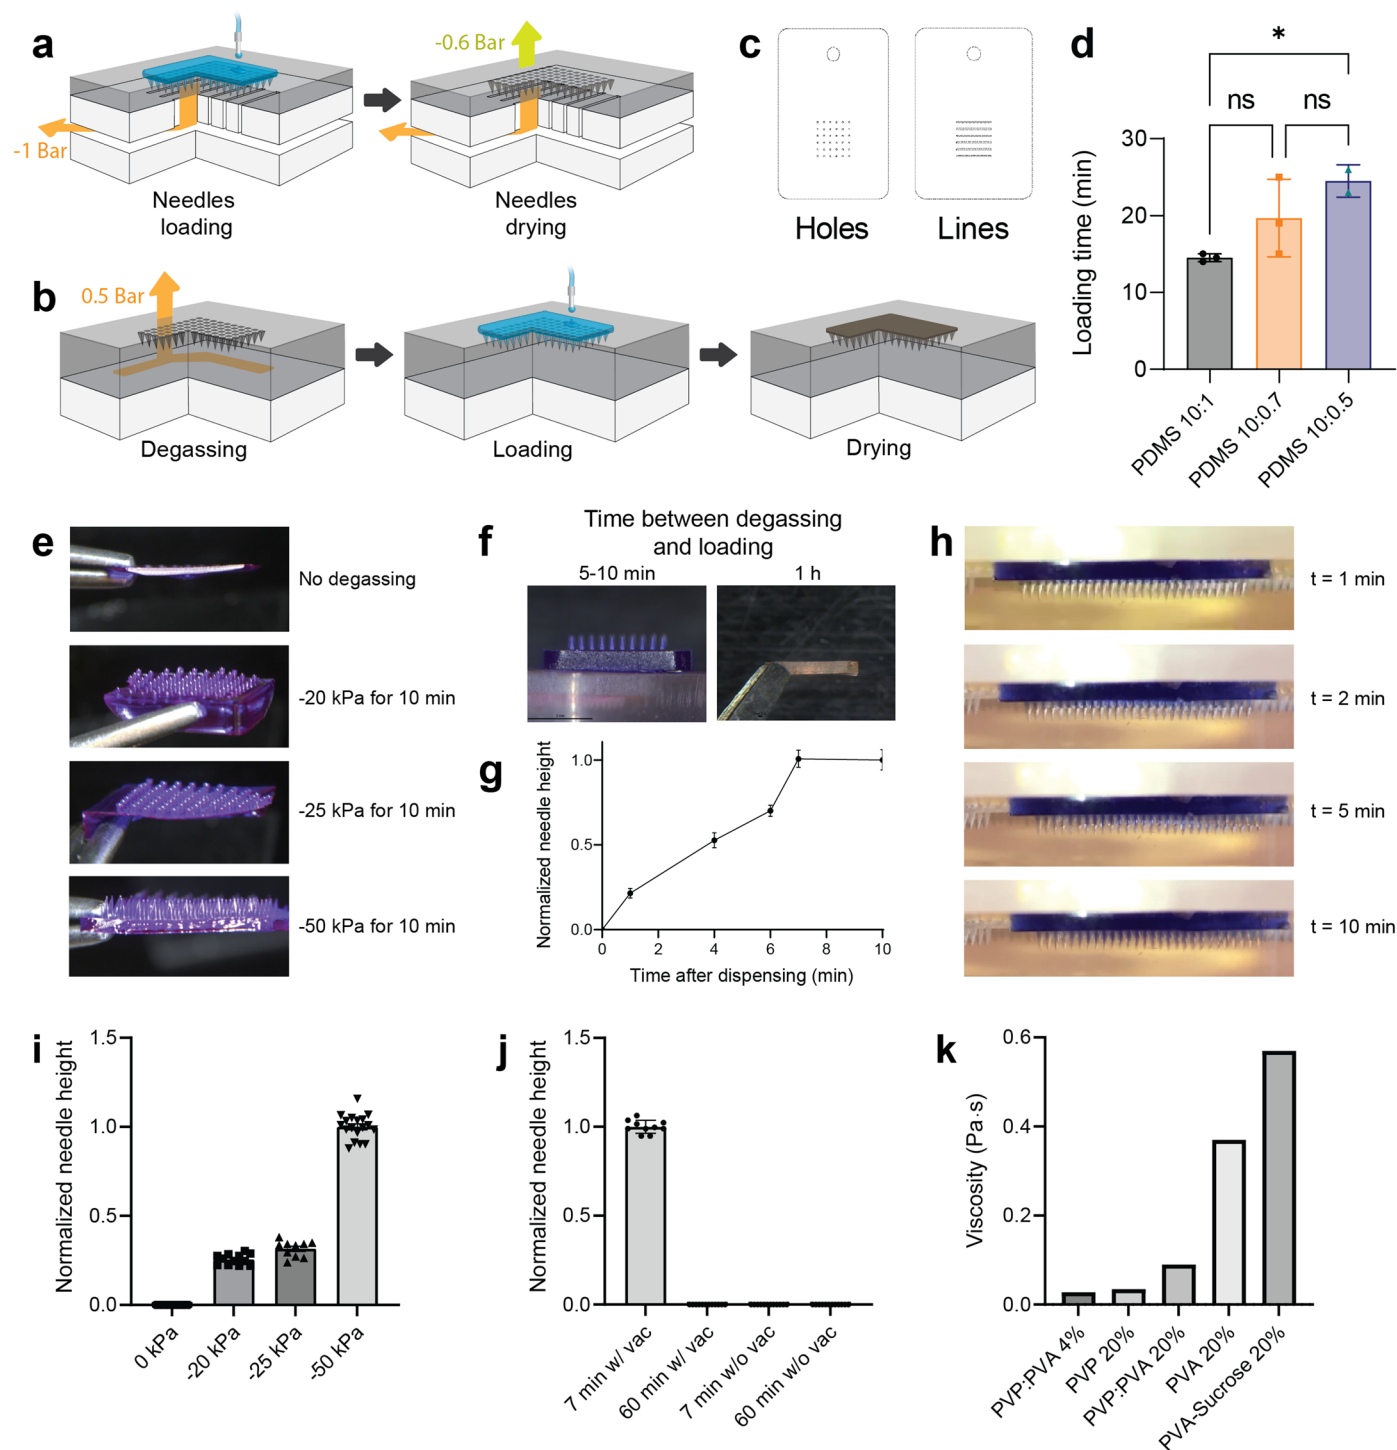 a
-1 Bar
Needles
loading
-0.6 Bar
Needles
drying
b
0.5 Bar
Degassing
Loading
Drying
c
Holes
Lines
d
*
ns
ns
Loading time (min)
30
20
10
0
PDMS 10:1
PDMS 10:0.7
PDMS 10:0.5
e
No degassing
-20 kPa for 10 min
-25 kPa for 10 min
-50 kPa for 10 min
f
Time between degassing
and loading
5-10 min
1 h
g
Normalized needle height
1.0
0.5
0.0
0
2
4
6
8
10
Time after dispensing (min)
h
t = 1 min
t = 2 min
t = 5 min
t = 10 min
i
Normalized needle height
1.5
1.0
0.5
0.0
0 kPa
-20 kPa
-25 kPa
-50 kPa
j
Normalized needle height
1.5
1.0
0.5
0.0
7 min w/ vac
60 min w/ vac
7 min w/o vac
60 min w/o vac
k
Viscosity (Pa·s)
0.6
0.4
0.2
0.0
PVP:PVA 4%
PVP 20%
PVP:PVA 20%
PVA 20%
PVA-Sucrose 20%